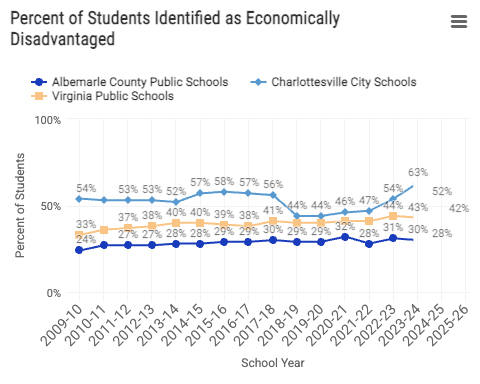 Percent of Students Identified as Economically
Disadvantaged
Albemarle County Public Schools
Charlottesville City Schools
Virginia Public Schools
Percent of Students
100%
50%
0%
54% 53% 53% 52% 57% 58% 57% 56% 44% 44% 46% 47% 54% 63% 52%
33% 37% 38% 40% 40% 39% 38% 41% 44% 43% 42%
24% 27% 27% 28% 28% 29% 29% 30% 29% 29% 32% 28% 31% 30% 28%
2009-10 2010-11 2011-12 2012-13 2013-14 2014-15 2015-16 2016-17 2017-18 2018-19 2019-20 2020-21 2021-22 2022-23 2023-24 2024-25 2025-26
School Year